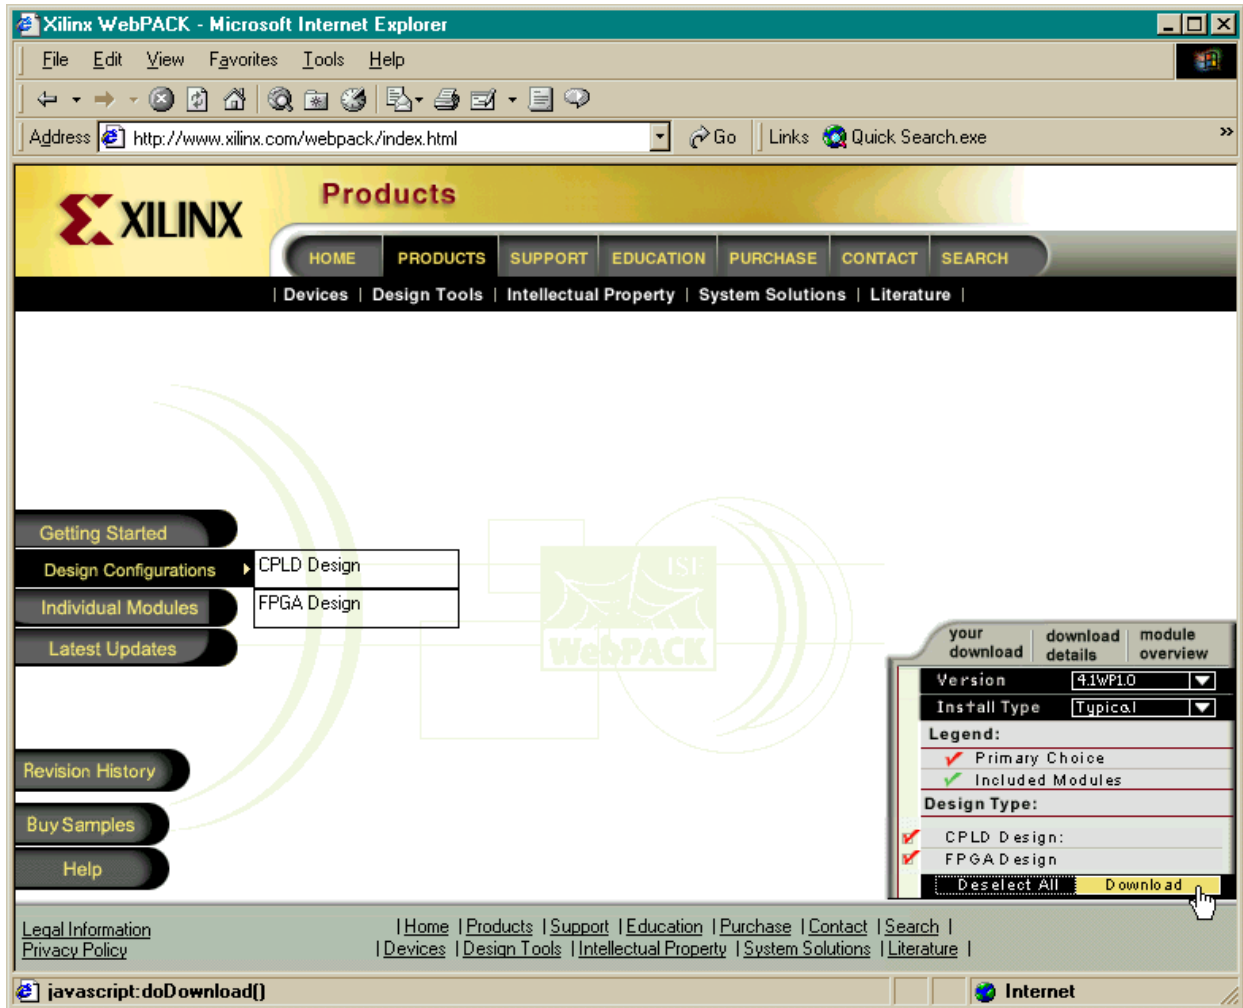 Xilinx WebPACK - Microsoft Internet Explorer
File Edit View Favorites Tools Help
Address http://www.xilinx.com/webpack/index.html Go Links Quick Search.exe »
XILINX
Products
HOME PRODUCTS SUPPORT EDUCATION PURCHASE CONTACT SEARCH
| Devices | Design Tools | Intellectual Property | System Solutions | Literature |
Getting Started
Design Configurations
CPLD Design
Individual Modules
FPGA Design
Latest Updates
ISE
WebPACK
your download
download details
module overview
Version 4.1WP1.0
Install Type Typical
Legend:
Primary Choice
Included Modules
Design Type:
CPLD Design:
FPGA Design
Deselect All Download
Revision History
Buy Samples
Help
Legal Information
Privacy Policy
| Home | Products | Support | Education | Purchase | Contact | Search |
| Devices | Design Tools | Intellectual Property | System Solutions | Literature |
javascript:doDownload() Internet